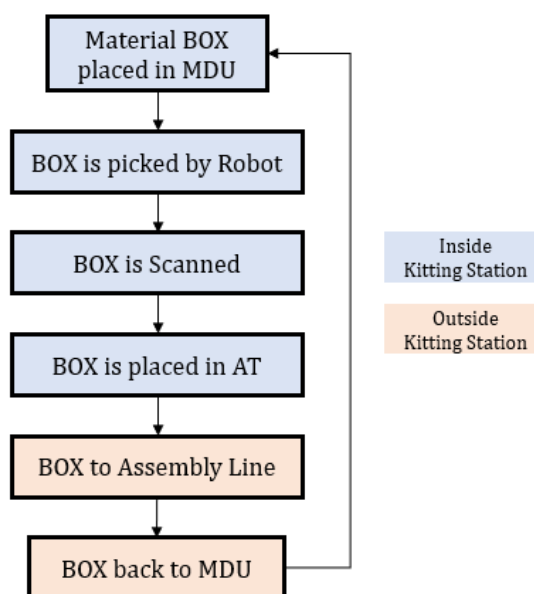 Material BOX
placed in MDU
BOX is picked by Robot
BOX is Scanned
BOX is placed in AT
BOX to Assembly Line
BOX back to MDU
Inside
Kitting Station
Outside
Kitting Station